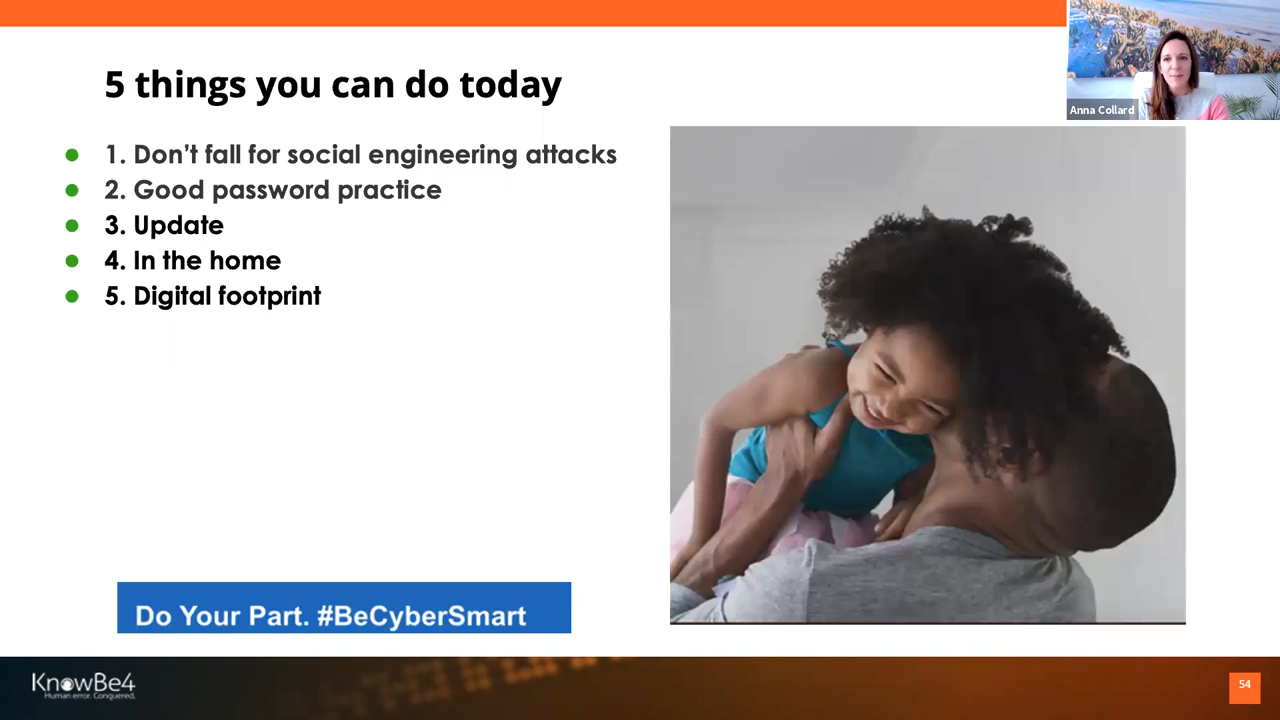 5 things you can do today
Anna Collard
1. Don’t fall for social engineering attacks
2. Good password practice
3. Update
4. In the home
5. Digital footprint
Do Your Part. #BeCyberSmart
KnowBe4
Human error. Conquered.
54